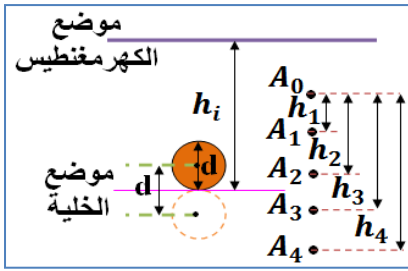 موضع
الكهرمغنطيس
h_i
d
d
موضع
الخلية
A_0
h_1
A_1
h_2
A_2
h_3
A_3
h_4
A_4